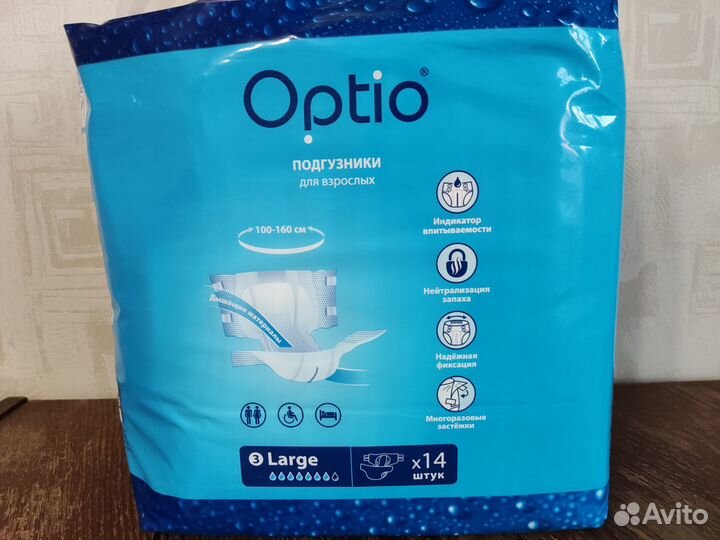 Optio®
ПОДГУЗНИКИ
для взрослых
100-160 см
Дышащие материалы
Индикатор
впитываемости
Нейтрализация
запаха
Надёжная
фиксация
Многоразовые
застёжки
3 Large
x14
штук
Avito